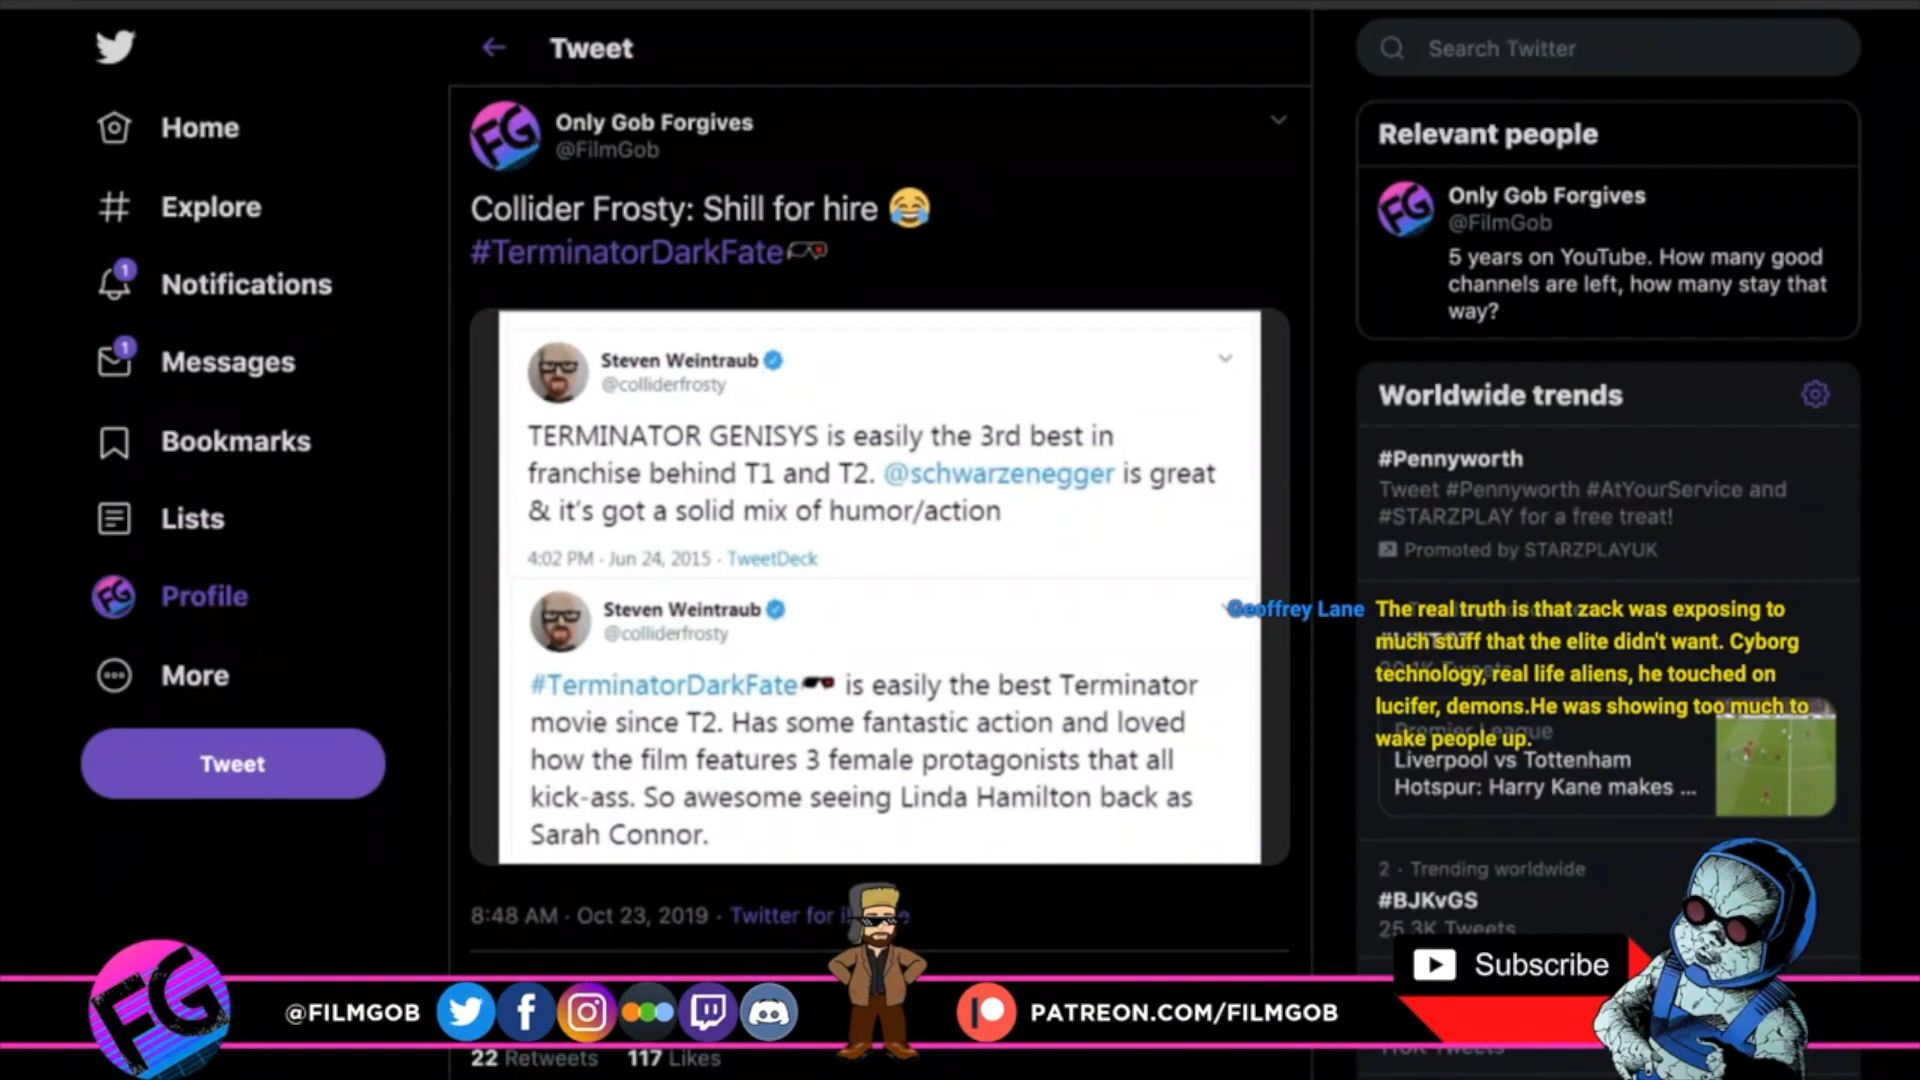 Home
Explore
1
Notifications
1
Messages
Bookmarks
Lists
Profile
More
Tweet
Tweet
FG
Only Gob Forgives
@FilmGob
Collider Frosty: Shill for hire 😂
#TerminatorDarkFate
Steven Weintraub
@colliderfrosty
TERMINATOR GENISYS is easily the 3rd best in
franchise behind T1 and T2. @schwarzenegger is great
& it's got a solid mix of humor/action
4:02 PM · Jun 24, 2015 · TweetDeck
Steven Weintraub
@colliderfrosty
#TerminatorDarkFate is easily the best Terminator
movie since T2. Has some fantastic action and loved
how the film features 3 female protagonists that all
kick-ass. So awesome seeing Linda Hamilton back as
Sarah Connor.
8:48 AM · Oct 23, 2019 · Twitter for
22 Retweets 117 Likes
Search Twitter
Relevant people
FG
Only Gob Forgives
@FilmGob
5 years on YouTube. How many good
channels are left, how many stay that
way?
Worldwide trends
#Pennyworth
Tweet #Pennyworth #AtYourService and
#STARZPLAY for a free treat!
Promoted by STARZPLAYUK
Geoffrey Lane The real truth is that zack was exposing to
much stuff that the elite didn't want. Cyborg
technology, real life aliens, he touched on
lucifer, demons.He was showing too much to
wake people up.
Premier League
Liverpool vs Tottenham
Hotspur: Harry Kane makes ...
2 · Trending worldwide
#BJKvGS
25.3K Tweets
Subscribe
FG
@FILMGOB
PATREON.COM/FILMGOB